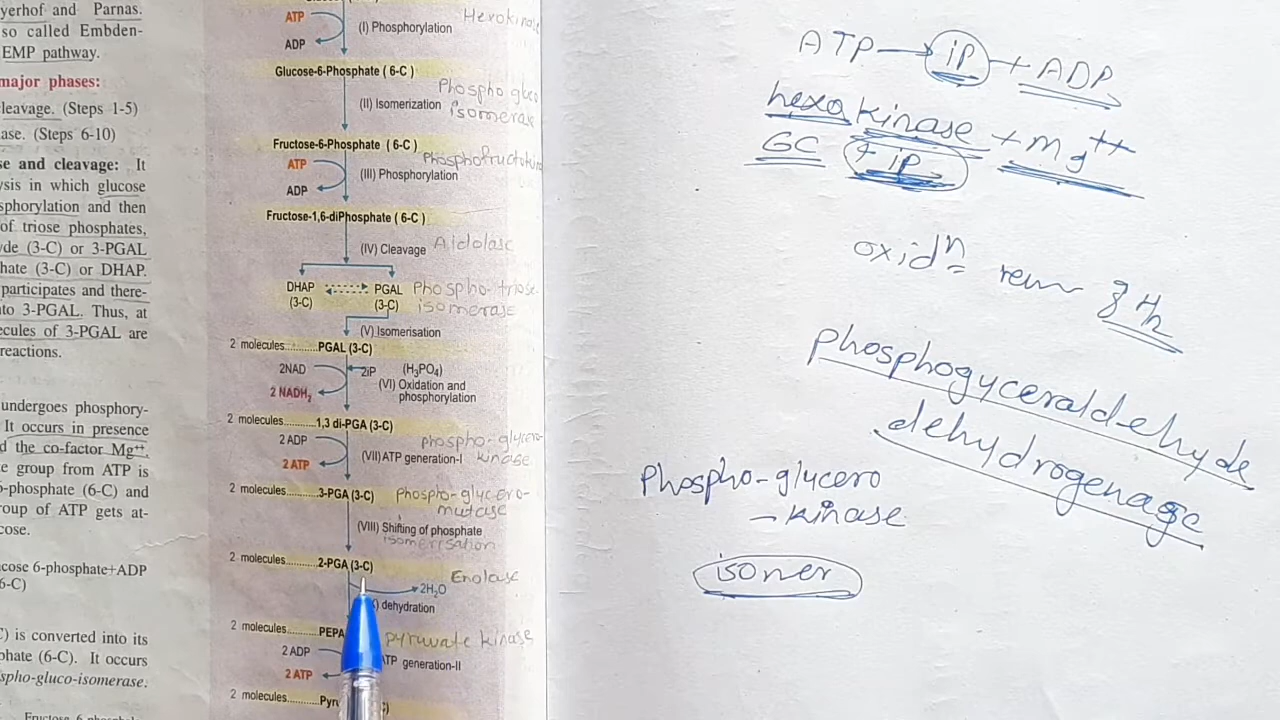 yerhof and Parnas.
so called Embden-
EMP pathway.
major phases:
leavage. (Steps 1-5)
ase. (Steps 6-10)
se and cleavage: It
ysis in which glucose
sphorylation and then
of triose phosphates,
de (3-C) or 3-PGAL
hate (3-C) or DHAP.
participates and there-
nto 3-PGAL. Thus, at
ecules of 3-PGAL are
reactions.
undergoes phosphory-
It occurs in presence
d the co-factor Mg⁺⁺.
e group from ATP is
6-phosphate (6-C) and
roup of ATP gets at-
cose.
cose 6-phosphate+ADP
6-C)
C) is converted into its
phate (6-C). It occurs
spho-gluco-isomerase.
ATP
(I) Phosphorylation
ADP
Glucose-6-Phosphate ( 6-C )
Phospho gluco
(II) Isomerization
isomerase
Fructose-6-Phosphate ( 6-C)
ATP
(III) Phosphorylation
ADP
Fructose-1,6-diPhosphate ( 6-C )
(IV) Cleavage
Aldolase
DHAP
PGAL
Phospho-triose
(3-C)
(3-C)
isomerase
(V) Isomerisation
2 molecules...........PGAL (3-C)
2NAD
2iP
(H₃PO₄)
2 NADH₂
(VI) Oxidation and
phosphorylation
2 molecules...........1,3 di-PGA (3-C)
2 ADP
phospho-glycero-
(VII) ATP generation-I
kinase
2 ATP
2 molecules...........3-PGA (3-C)
Phospho-glycero-
mutase
(VIII) Shifting of phosphate
isomerisation
2 molecules...........2-PGA (3-C)
Enolase
2H₂O
dehydration
2 molecules...........PEPA
pyruvate kinase
2 ADP
ATP generation-II
2 ATP
2 molecules...........Pyr
ATP → iP + ADP
hexokinase + Mg⁺⁺
GC + iP
oxidⁿ =
H₂
phosphogyceraldehyde
dehydrogenase
Phospho-glycero
-kinase
isomer